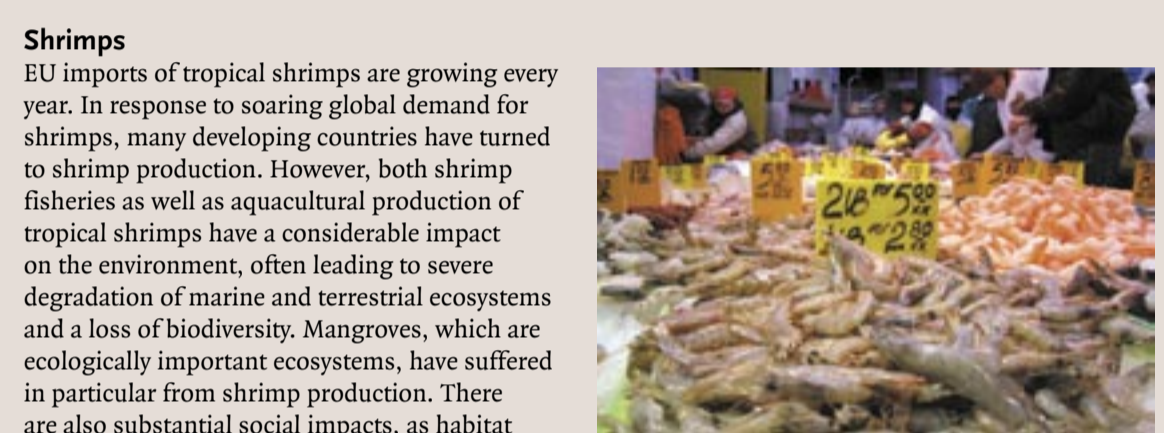 Shrimps
EU imports of tropical shrimps are growing every
year. In response to soaring global demand for
shrimps, many developing countries have turned
to shrimp production. However, both shrimp
fisheries as well as aquacultural production of
tropical shrimps have a considerable impact
on the environment, often leading to severe
degradation of marine and terrestrial ecosystems
and a loss of biodiversity. Mangroves, which are
ecologically important ecosystems, have suffered
in particular from shrimp production. There
are also substantial social impacts, as habitat
2LB 5.00
2.80